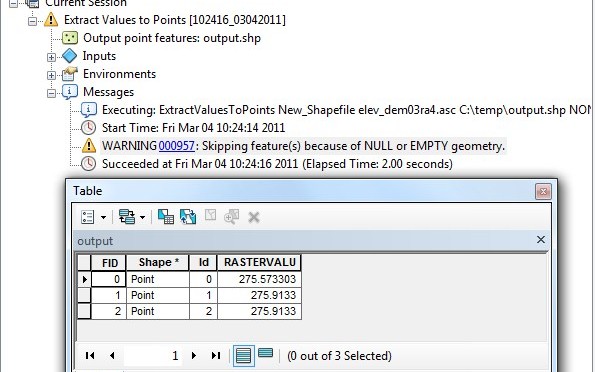 Current Session
Extract Values to Points [102416_03042011]
Output point features: output.shp
Inputs
Environments
Messages
Executing: ExtractValuesToPoints New_Shapefile elev_dem03ra4.asc C:\temp\output.shp NON
Start Time: Fri Mar 04 10:24:14 2011
WARNING 000957: Skipping feature(s) because of NULL or EMPTY geometry.
Succeeded at Fri Mar 04 10:24:16 2011 (Elapsed Time: 2.00 seconds)
Table
output
FID Shape * Id RASTERVALU
0 Point 0 275.573303
1 Point 1 275.9133
2 Point 2 275.9133
1 (0 out of 3 Selected)